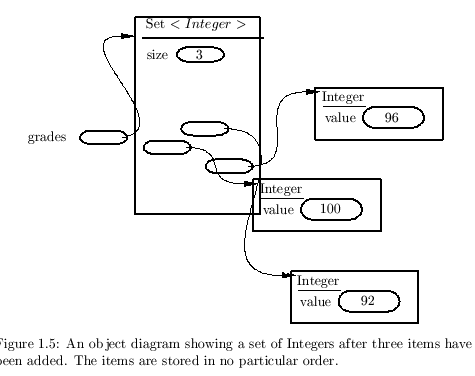 Set < Integer >
size 3
Integer
value 96
grades
Integer
value 100
Integer
value 92
igure 1.5: An object diagram showing a set of Integers after three items have
een added. The items are stored in no particular order.